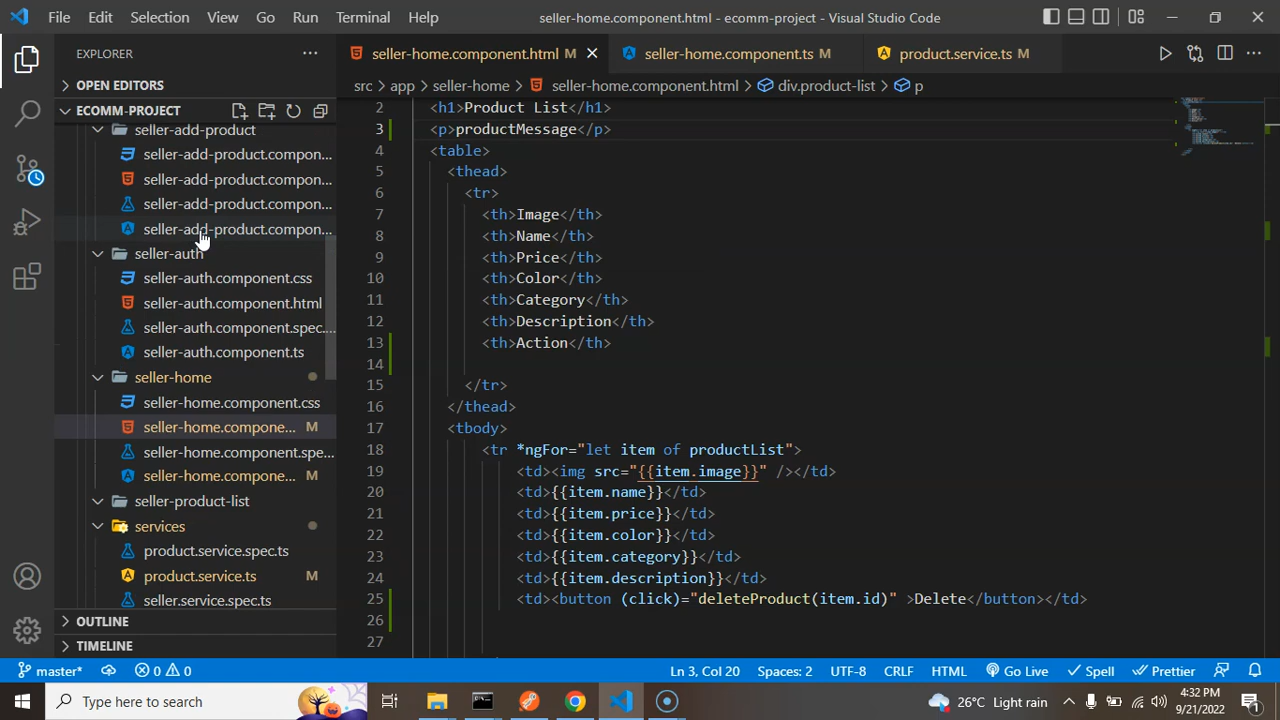 File Edit Selection View Go Run Terminal Help seller-home.component.html - ecomm-project - Visual Studio Code
EXPLORER
OPEN EDITORS
ECOMM-PROJECT
seller-add-product
seller-add-product.compon...
seller-add-product.compon...
seller-add-product.compon...
seller-add-product.compon...
seller-auth
seller-auth.component.css
seller-auth.component.html
seller-auth.component.spec....
seller-auth.component.ts
seller-home
seller-home.component.css
seller-home.compone... M
seller-home.component.spe...
seller-home.compone... M
seller-product-list
services
product.service.spec.ts
product.service.ts M
seller.service.spec.ts
OUTLINE
TIMELINE
seller-home.component.html M seller-home.component.ts M product.service.ts M
src > app > seller-home > seller-home.component.html > div.product-list > p
2 <h1>Product List</h1>
3 <p>productMessage</p>
4 <table>
5 <thead>
6 <tr>
7 <th>Image</th>
8 <th>Name</th>
9 <th>Price</th>
10 <th>Color</th>
11 <th>Category</th>
12 <th>Description</th>
13 <th>Action</th>
14
15 </tr>
16 </thead>
17 <tbody>
18 <tr *ngFor="let item of productList">
19 <td><img src="{{item.image}}" /></td>
20 <td>{{item.name}}</td>
21 <td>{{item.price}}</td>
22 <td>{{item.color}}</td>
23 <td>{{item.category}}</td>
24 <td>{{item.description}}</td>
25 <td><button (click)="deleteProduct(item.id)" >Delete</button></td>
26
27
master* 0 0 Ln 3, Col 20 Spaces: 2 UTF-8 CRLF HTML Go Live Spell Prettier
Type here to search 26°C Light rain 4:32 PM
9/21/2022 1